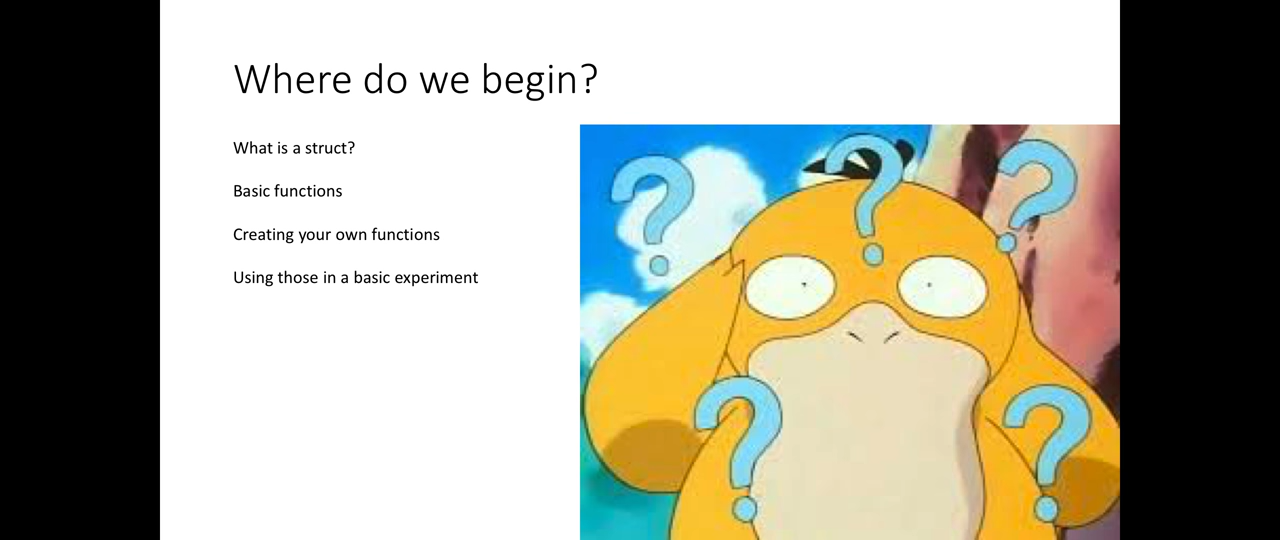 Where do we begin?
What is a struct?
Basic functions
Creating your own functions
Using those in a basic experiment
? ? ?
? ?